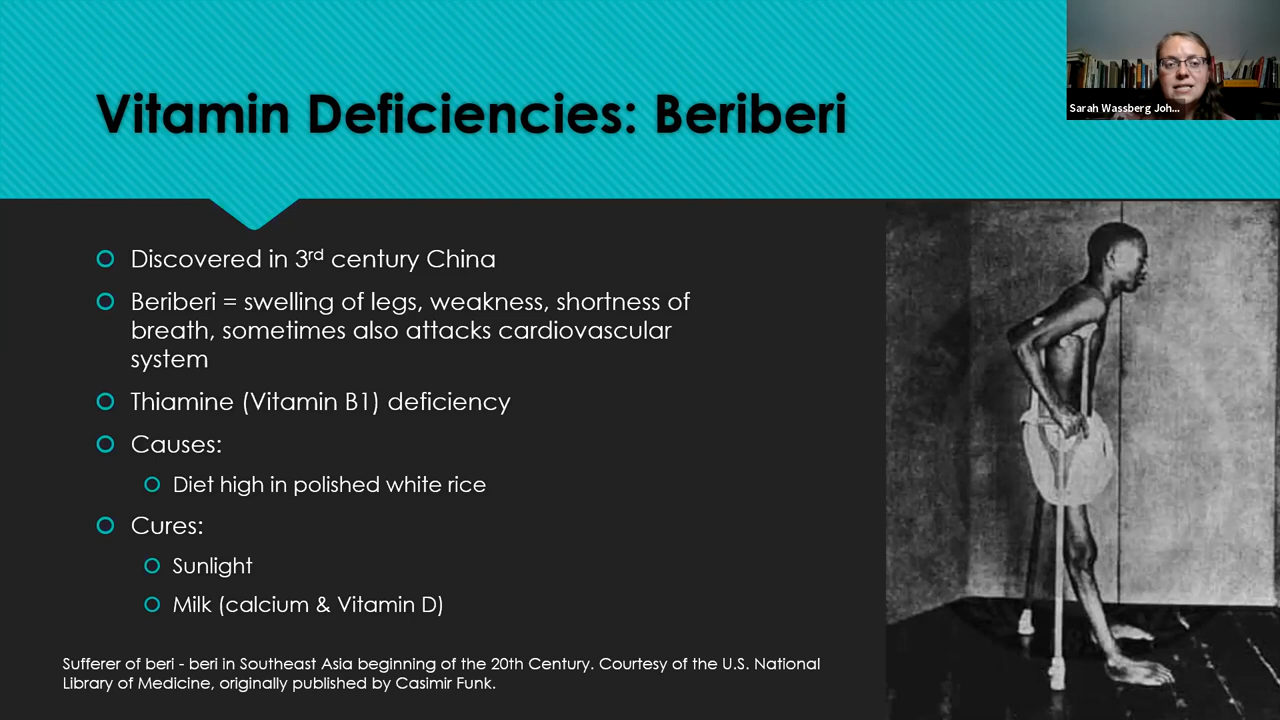 Vitamin Deficiencies: Beriberi
Sarah Wassberg Joh...
Discovered in 3rd century China
Beriberi = swelling of legs, weakness, shortness of
breath, sometimes also attacks cardiovascular
system
Thiamine (Vitamin B1) deficiency
Causes:
Diet high in polished white rice
Cures:
Sunlight
Milk (calcium & Vitamin D)
Sufferer of beri - beri in Southeast Asia beginning of the 20th Century. Courtesy of the U.S. National
Library of Medicine, originally published by Casimir Funk.